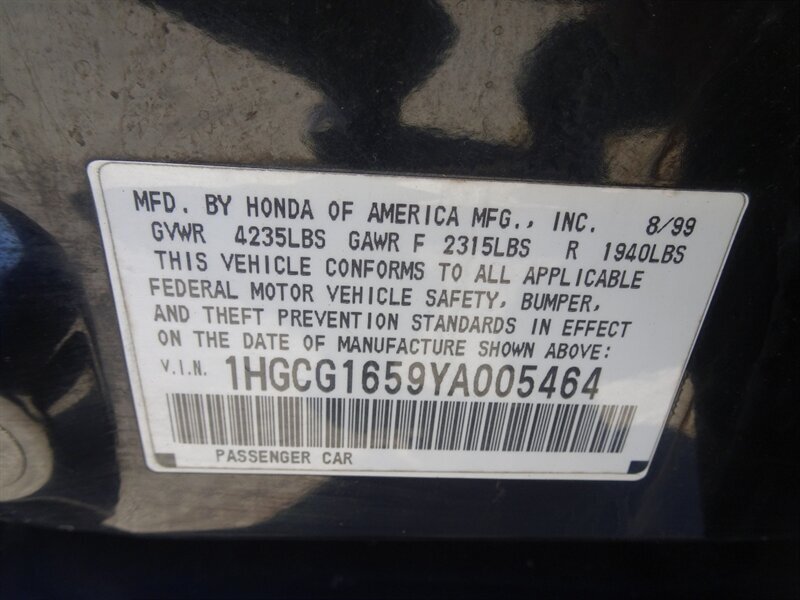 MFD. BY HONDA OF AMERICA MFG., INC. 8/99
GVWR 4235LBS GAWR F 2315LBS R 1940LBS
THIS VEHICLE CONFORMS TO ALL APPLICABLE
FEDERAL MOTOR VEHICLE SAFETY, BUMPER,
AND THEFT PREVENTION STANDARDS IN EFFECT
ON THE DATE OF MANUFACTURE SHOWN ABOVE:
V.I.N. 1HGCG1659YA005464
PASSENGER CAR